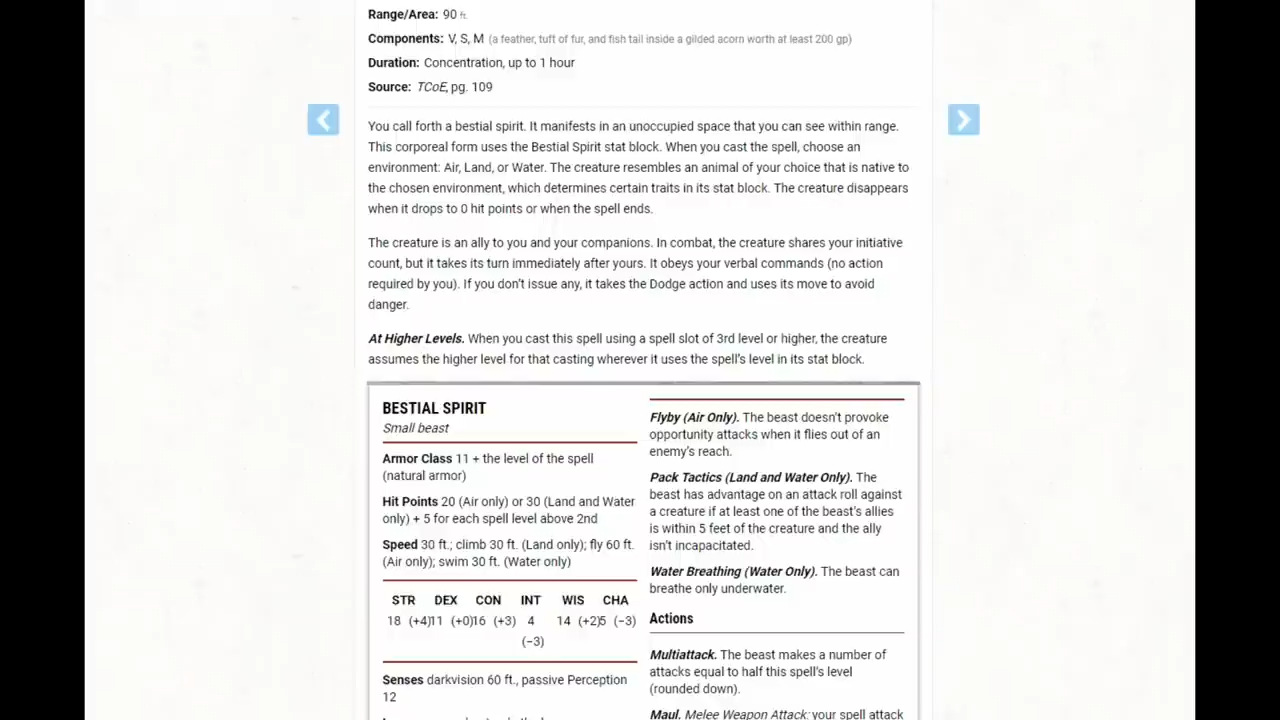 Range/Area: 90 ft.
Components: V, S, M (a feather, tuft of fur, and fish tail inside a gilded acorn worth at least 200 gp)
Duration: Concentration, up to 1 hour
Source: TCoE, pg. 109
You call forth a bestial spirit. It manifests in an unoccupied space that you can see within range.
This corporeal form uses the Bestial Spirit stat block. When you cast the spell, choose an
environment: Air, Land, or Water. The creature resembles an animal of your choice that is native to
the chosen environment, which determines certain traits in its stat block. The creature disappears
when it drops to 0 hit points or when the spell ends.
The creature is an ally to you and your companions. In combat, the creature shares your initiative
count, but it takes its turn immediately after yours. It obeys your verbal commands (no action
required by you). If you don't issue any, it takes the Dodge action and uses its move to avoid
danger.
At Higher Levels. When you cast this spell using a spell slot of 3rd level or higher, the creature
assumes the higher level for that casting wherever it uses the spell's level in its stat block.
BESTIAL SPIRIT
Small beast
Armor Class 11 + the level of the spell
(natural armor)
Hit Points 20 (Air only) or 30 (Land and Water
only) + 5 for each spell level above 2nd
Speed 30 ft.; climb 30 ft. (Land only); fly 60 ft.
(Air only); swim 30 ft. (Water only)
STR DEX CON INT WIS CHA
18 (+4) 11 (+0) 16 (+3) 4 14 (+2) 5 (−3)
(−3)
Senses darkvision 60 ft., passive Perception
12
Flyby (Air Only). The beast doesn't provoke
opportunity attacks when it flies out of an
enemy's reach.
Pack Tactics (Land and Water Only). The
beast has advantage on an attack roll against
a creature if at least one of the beast's allies
is within 5 feet of the creature and the ally
isn't incapacitated.
Water Breathing (Water Only). The beast can
breathe only underwater.
Actions
Multiattack. The beast makes a number of
attacks equal to half this spell's level
(rounded down).
Maul. Melee Weapon Attack: your spell attack